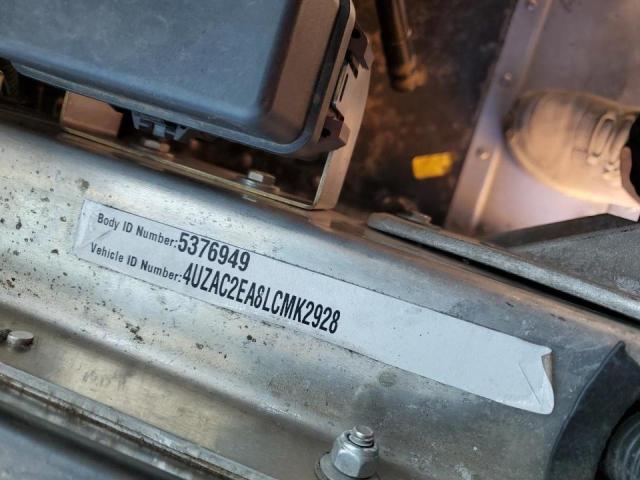 Body ID Number:5376949
Vehicle ID Number:4UZAC2EA8LCMK2928